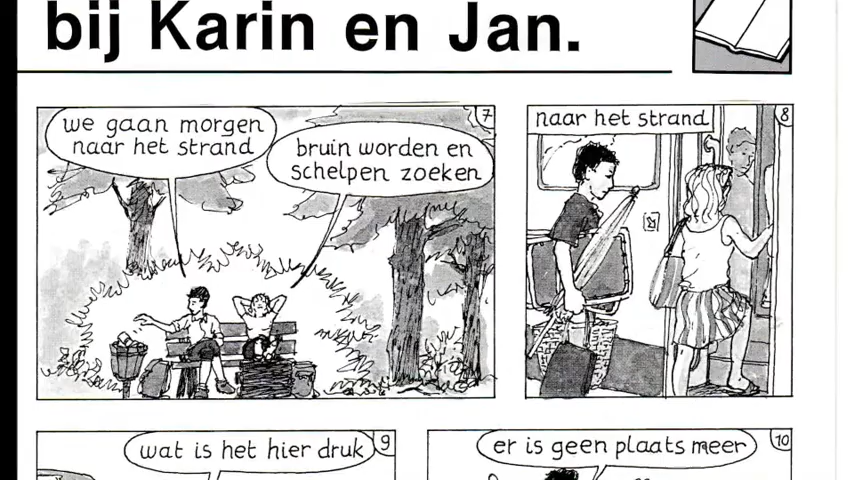 bij Karin en Jan.
7
we gaan morgen
naar het strand
bruin worden en
schelpen zoeken
naar het strand
8
wat is het hier druk
9
er is geen plaats meer
10